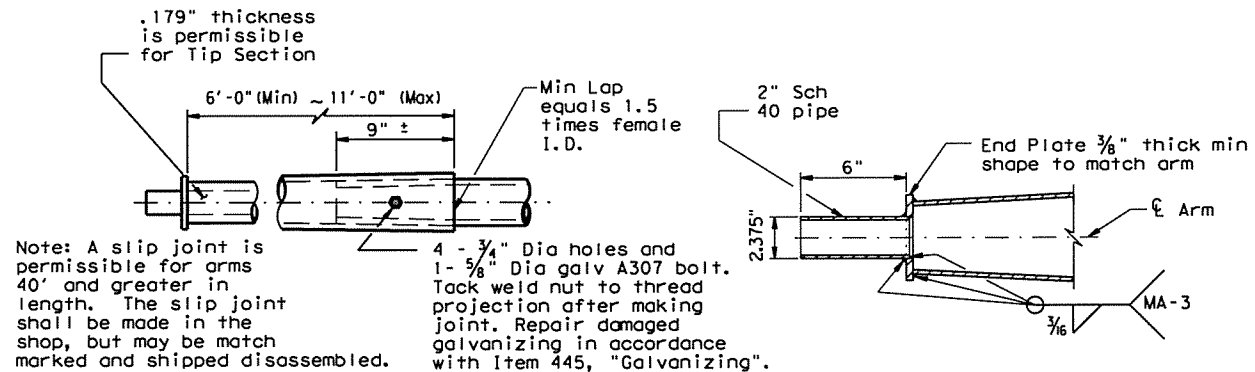 .179" thickness
is permissible
for Tip Section
6'-0"(Min) ~ 11'-0" (Max)
9" ±
Min Lap
equals 1.5
times female
I.D.
Note: A slip joint is
permissible for arms
40' and greater in
length. The slip joint
shall be made in the
shop, but may be match
marked and shipped disassembled.
4 - 3/4" Dia holes and
1- 5/8" Dia galv A307 bolt.
Tack weld nut to thread
projection after making
joint. Repair damaged
galvanizing in accordance
with Item 445, "Galvanizing".
2" Sch
40 pipe
6"
2.375"
End Plate 3/8" thick min
shape to match arm
℄ Arm
3/16
MA-3